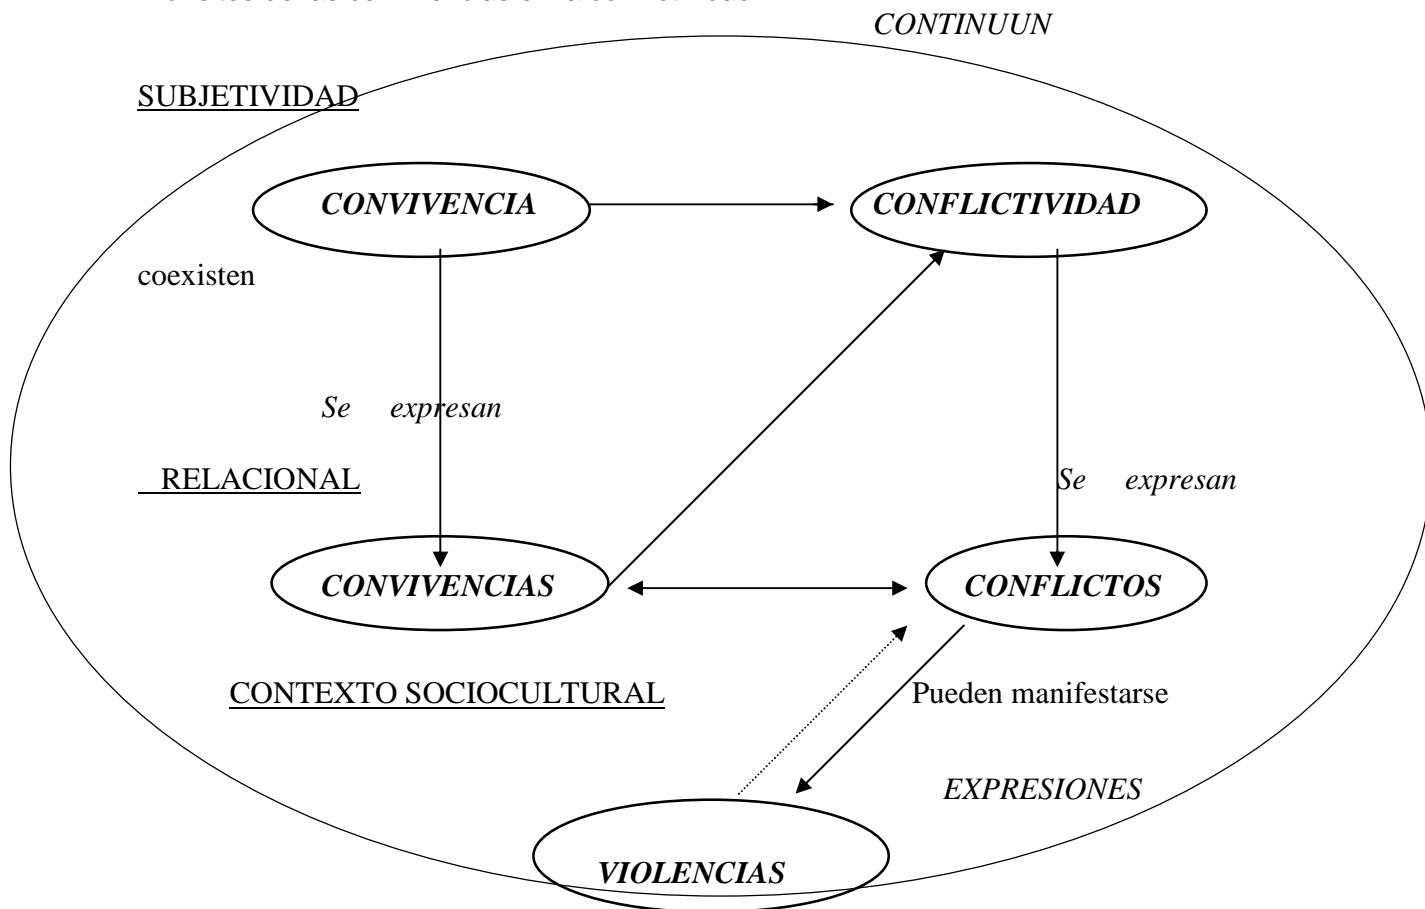 CONTINUUN
SUBJETIVIDAD
CONVIVENCIA CONFLICTIVIDAD
coexisten
Se expresan
RELACIONAL Se expresan
CONVIVENCIAS CONFLICTOS
CONTEXTO SOCIOCULTURAL Pueden manifestarse
EXPRESIONES
VIOLENCIAS